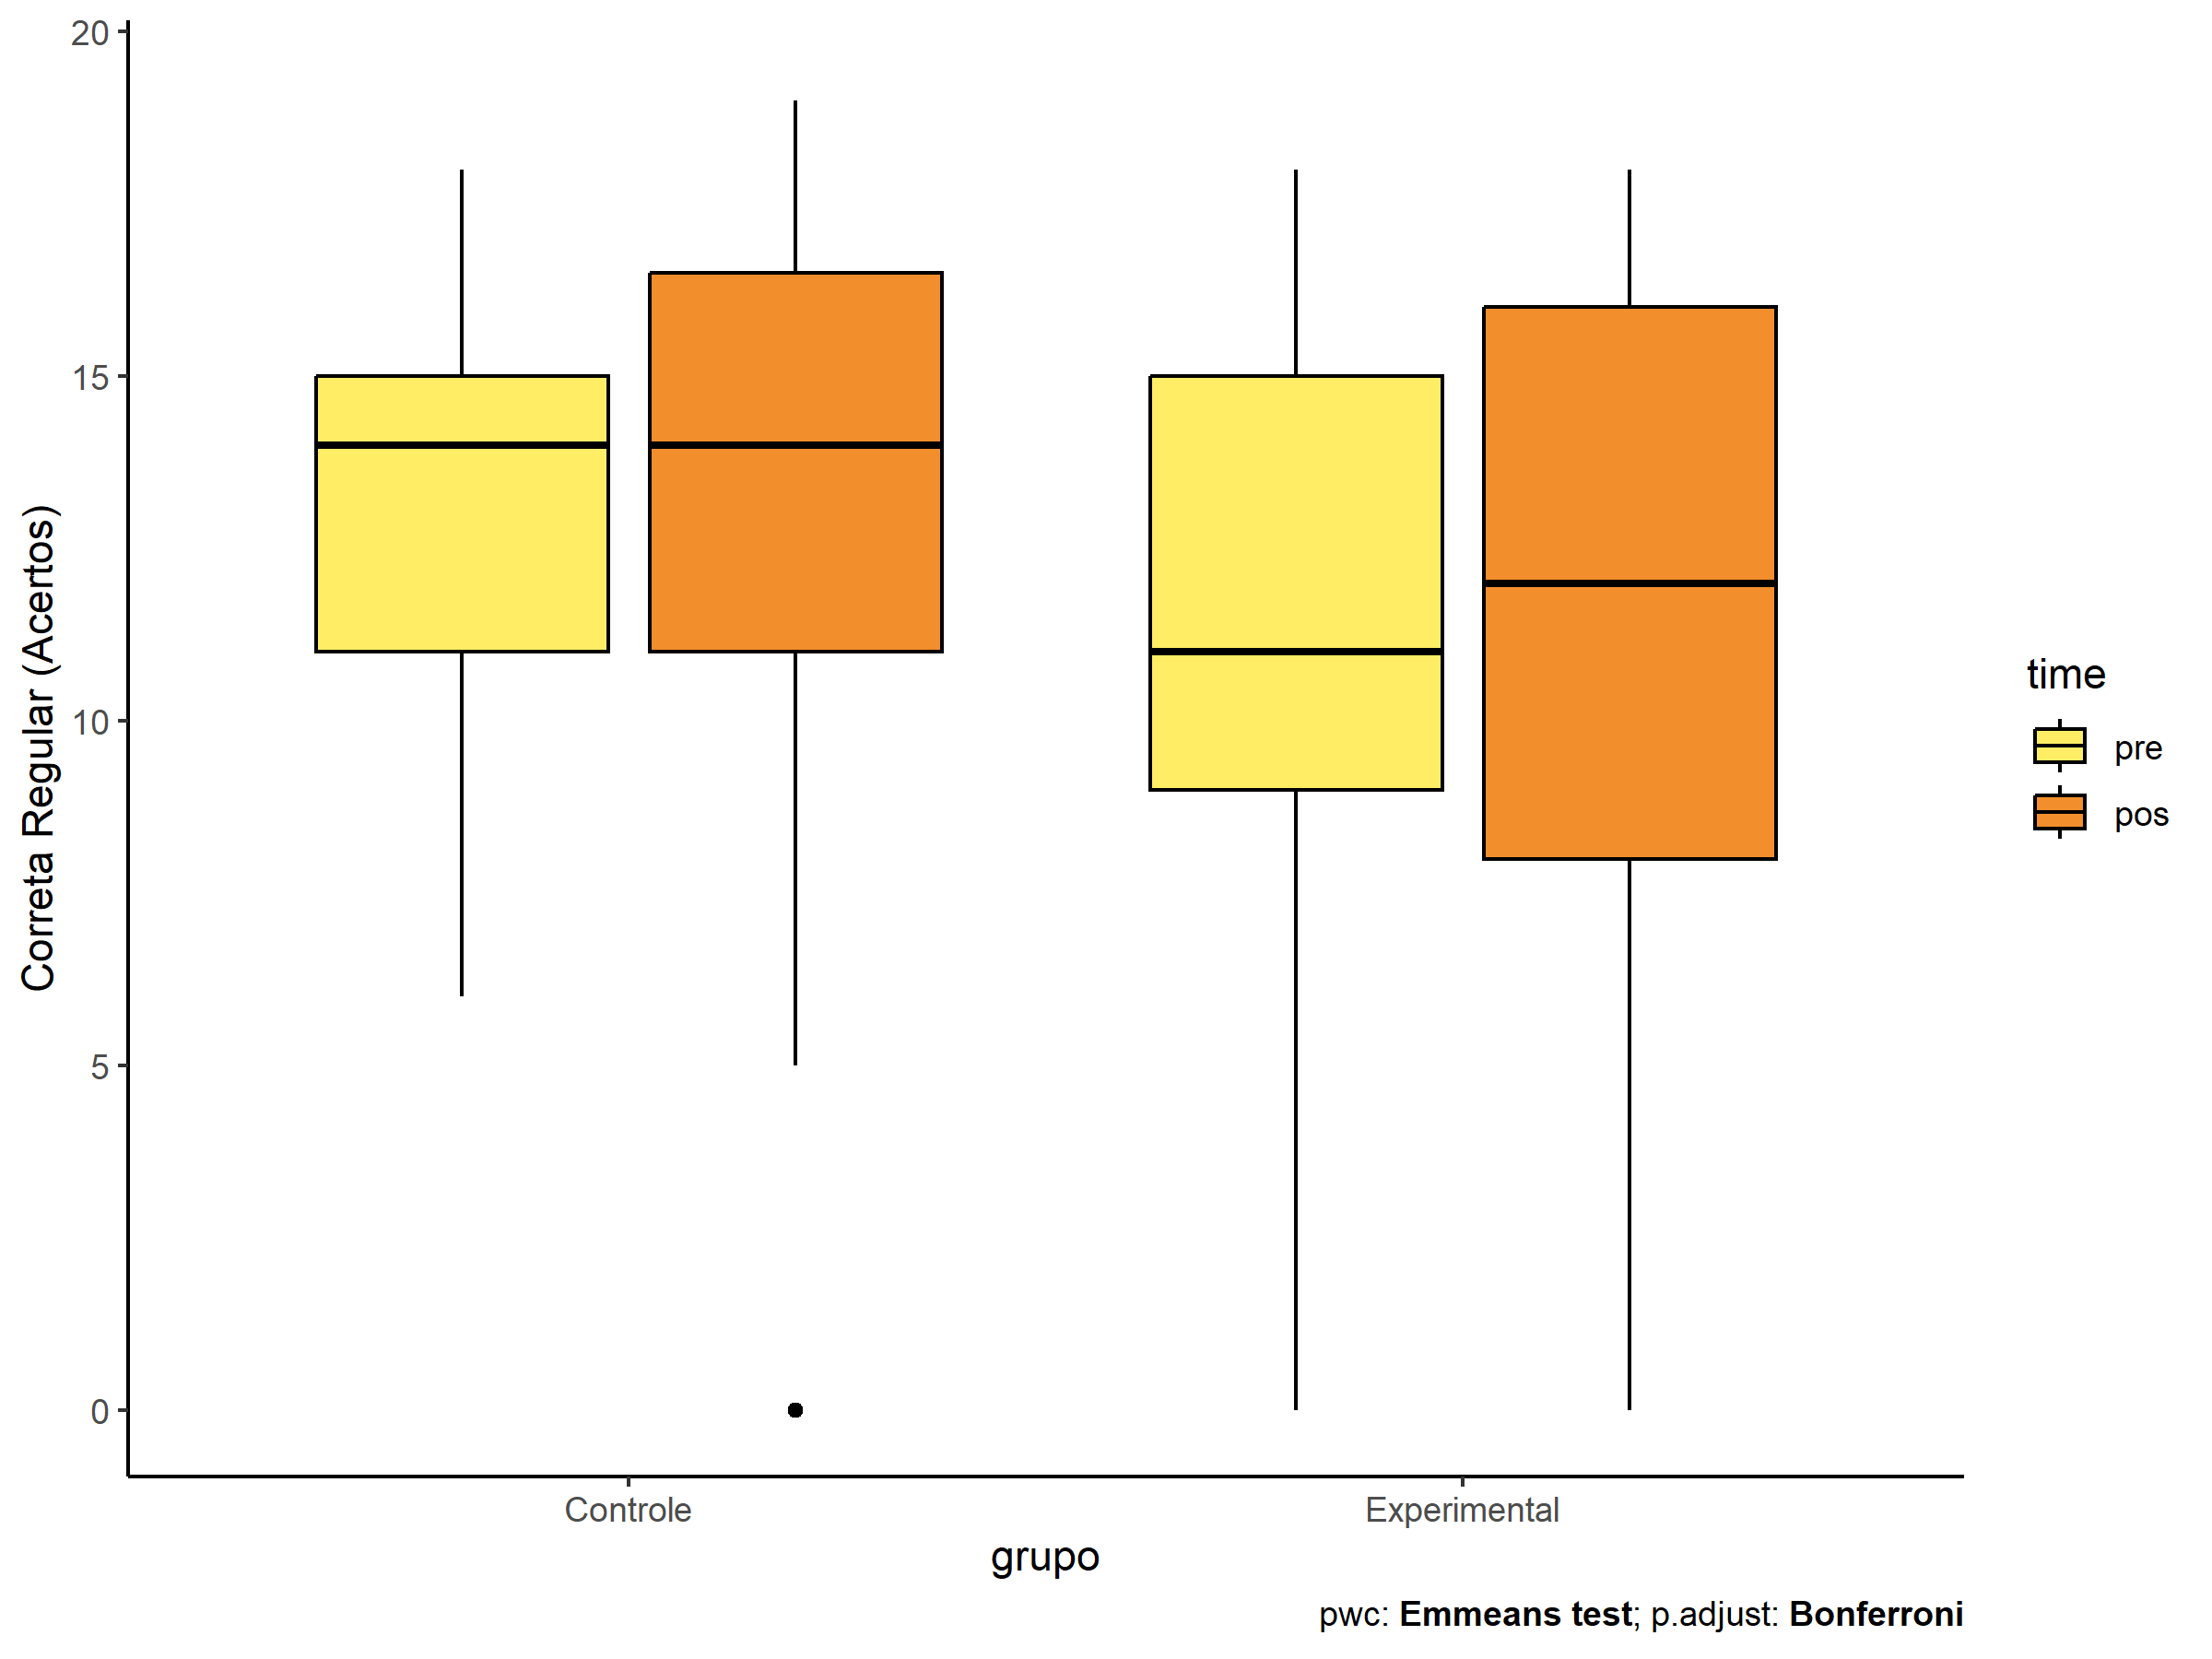 20
15
10
5
0
Correta Regular (Acertos)
Controle
Experimental
grupo
time
pre
pos
pwc: Emmeans test; p.adjust: Bonferroni